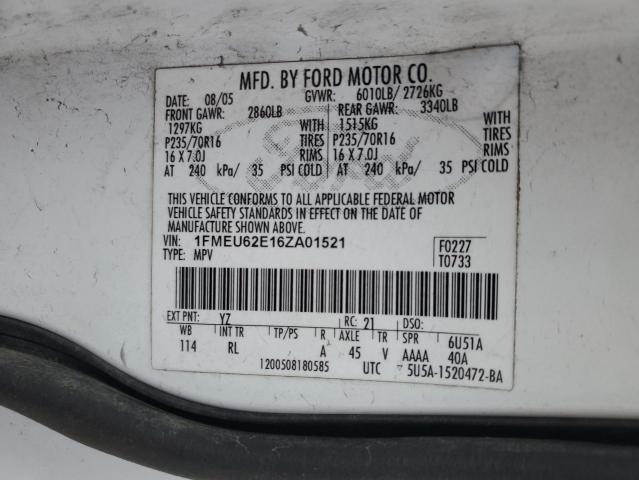 MFD. BY FORD MOTOR CO.
DATE: 08/05 GVWR: 6010LB/ 2726KG
FRONT GAWR: 2860LB REAR GAWR: 3340LB
1297KG WITH 1515KG WITH
P235/70R16 TIRES P235/70R16 TIRES
16 X 7.0J RIMS 16 X 7.0J RIMS
AT 240 kPa/ 35 PSI COLD AT 240 kPa/ 35 PSI COLD
THIS VEHICLE CONFORMS TO ALL APPLICABLE FEDERAL MOTOR
VEHICLE SAFETY STANDARDS IN EFFECT ON THE DATE OF
MANUFACTURE SHOWN ABOVE.
VIN: 1FMEU62E16ZA01521 F0227
TYPE: MPV T0733
EXT PNT: YZ RC: 21 DSO:
WB INT TR TP/PS R AXLE TR SPR 6U51A
114 RL A 45 V AAAA 40A
1200508180585 UTC 5U5A-1520472-BA
Ford